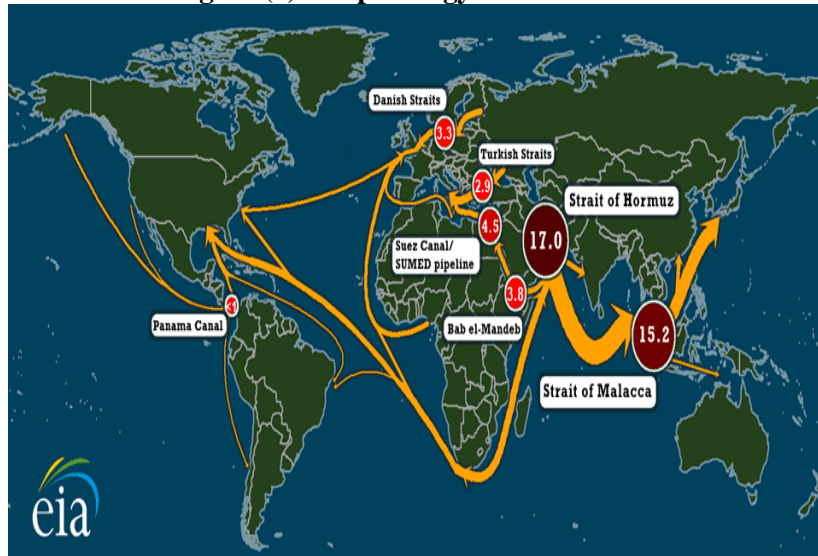 Danish Straits
3.3
Turkish Straits
2.9
Strait of Hormuz
17.0
4.5
Suez Canal/
SUMED pipeline
3.8
Bab el-Mandeb
<1
Panama Canal
15.2
Strait of Malacca
eia